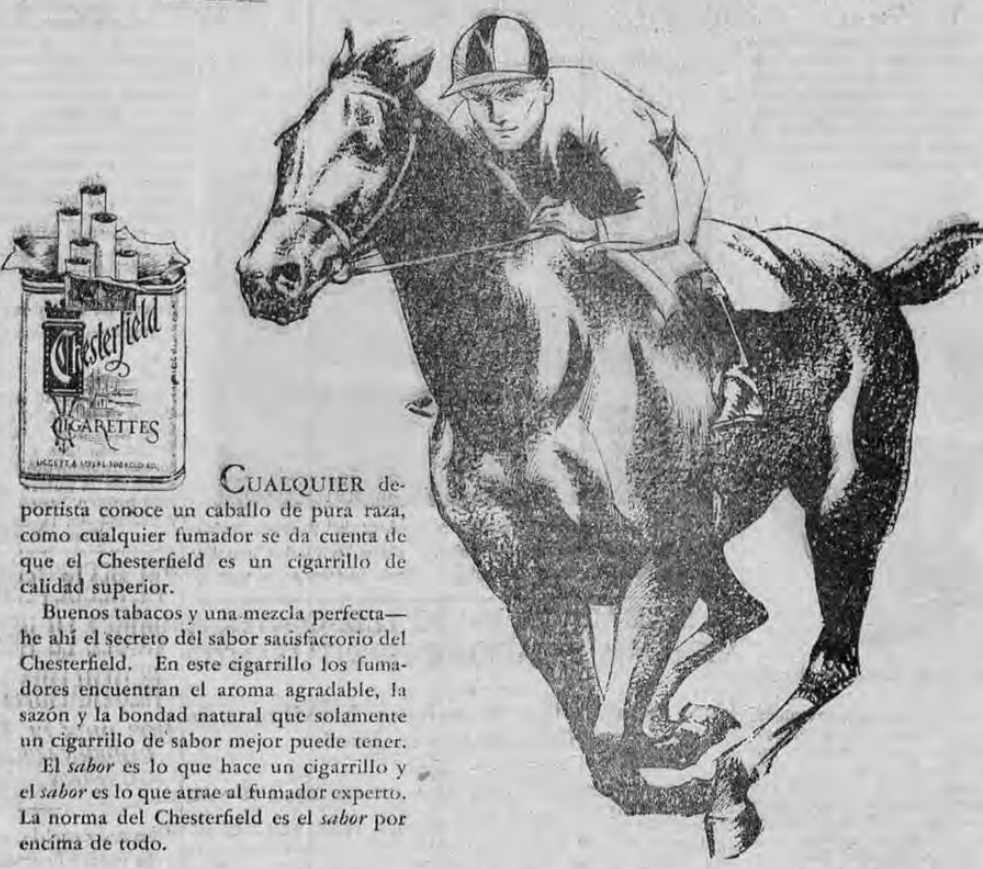 Chesterfield
CIGARETTES
LIGGETT & MYERS TOBACCO CO.
CUALQUIER de-
portista conoce un caballo de pura raza,
como cualquier fumador se da cuenta de
que el Chesterfield es un cigarrillo de
calidad superior.
Buenos tabacos y una mezcla perfecta—
he ahí el secreto del sabor satisfactorio del
Chesterfield. En este cigarrillo los fuma-
dores encuentran el aroma agradable, la
sazón y la bondad natural que solamente
un cigarrillo de sabor mejor puede tener.
El sabor es lo que hace un cigarrillo y
el sabor es lo que atrae al fumador experto.
La norma del Chesterfield es el sabor por
encima de todo.